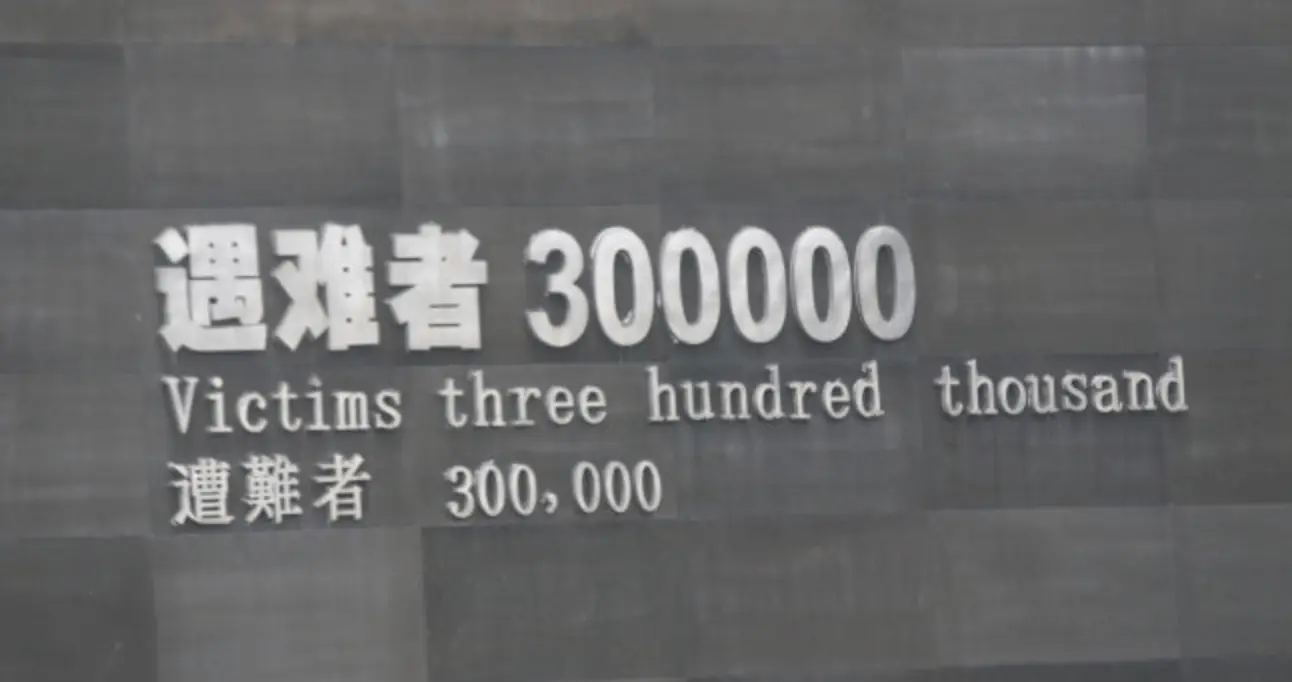 遇难者 300000
Victims three hundred thousand
遭難者 300,000